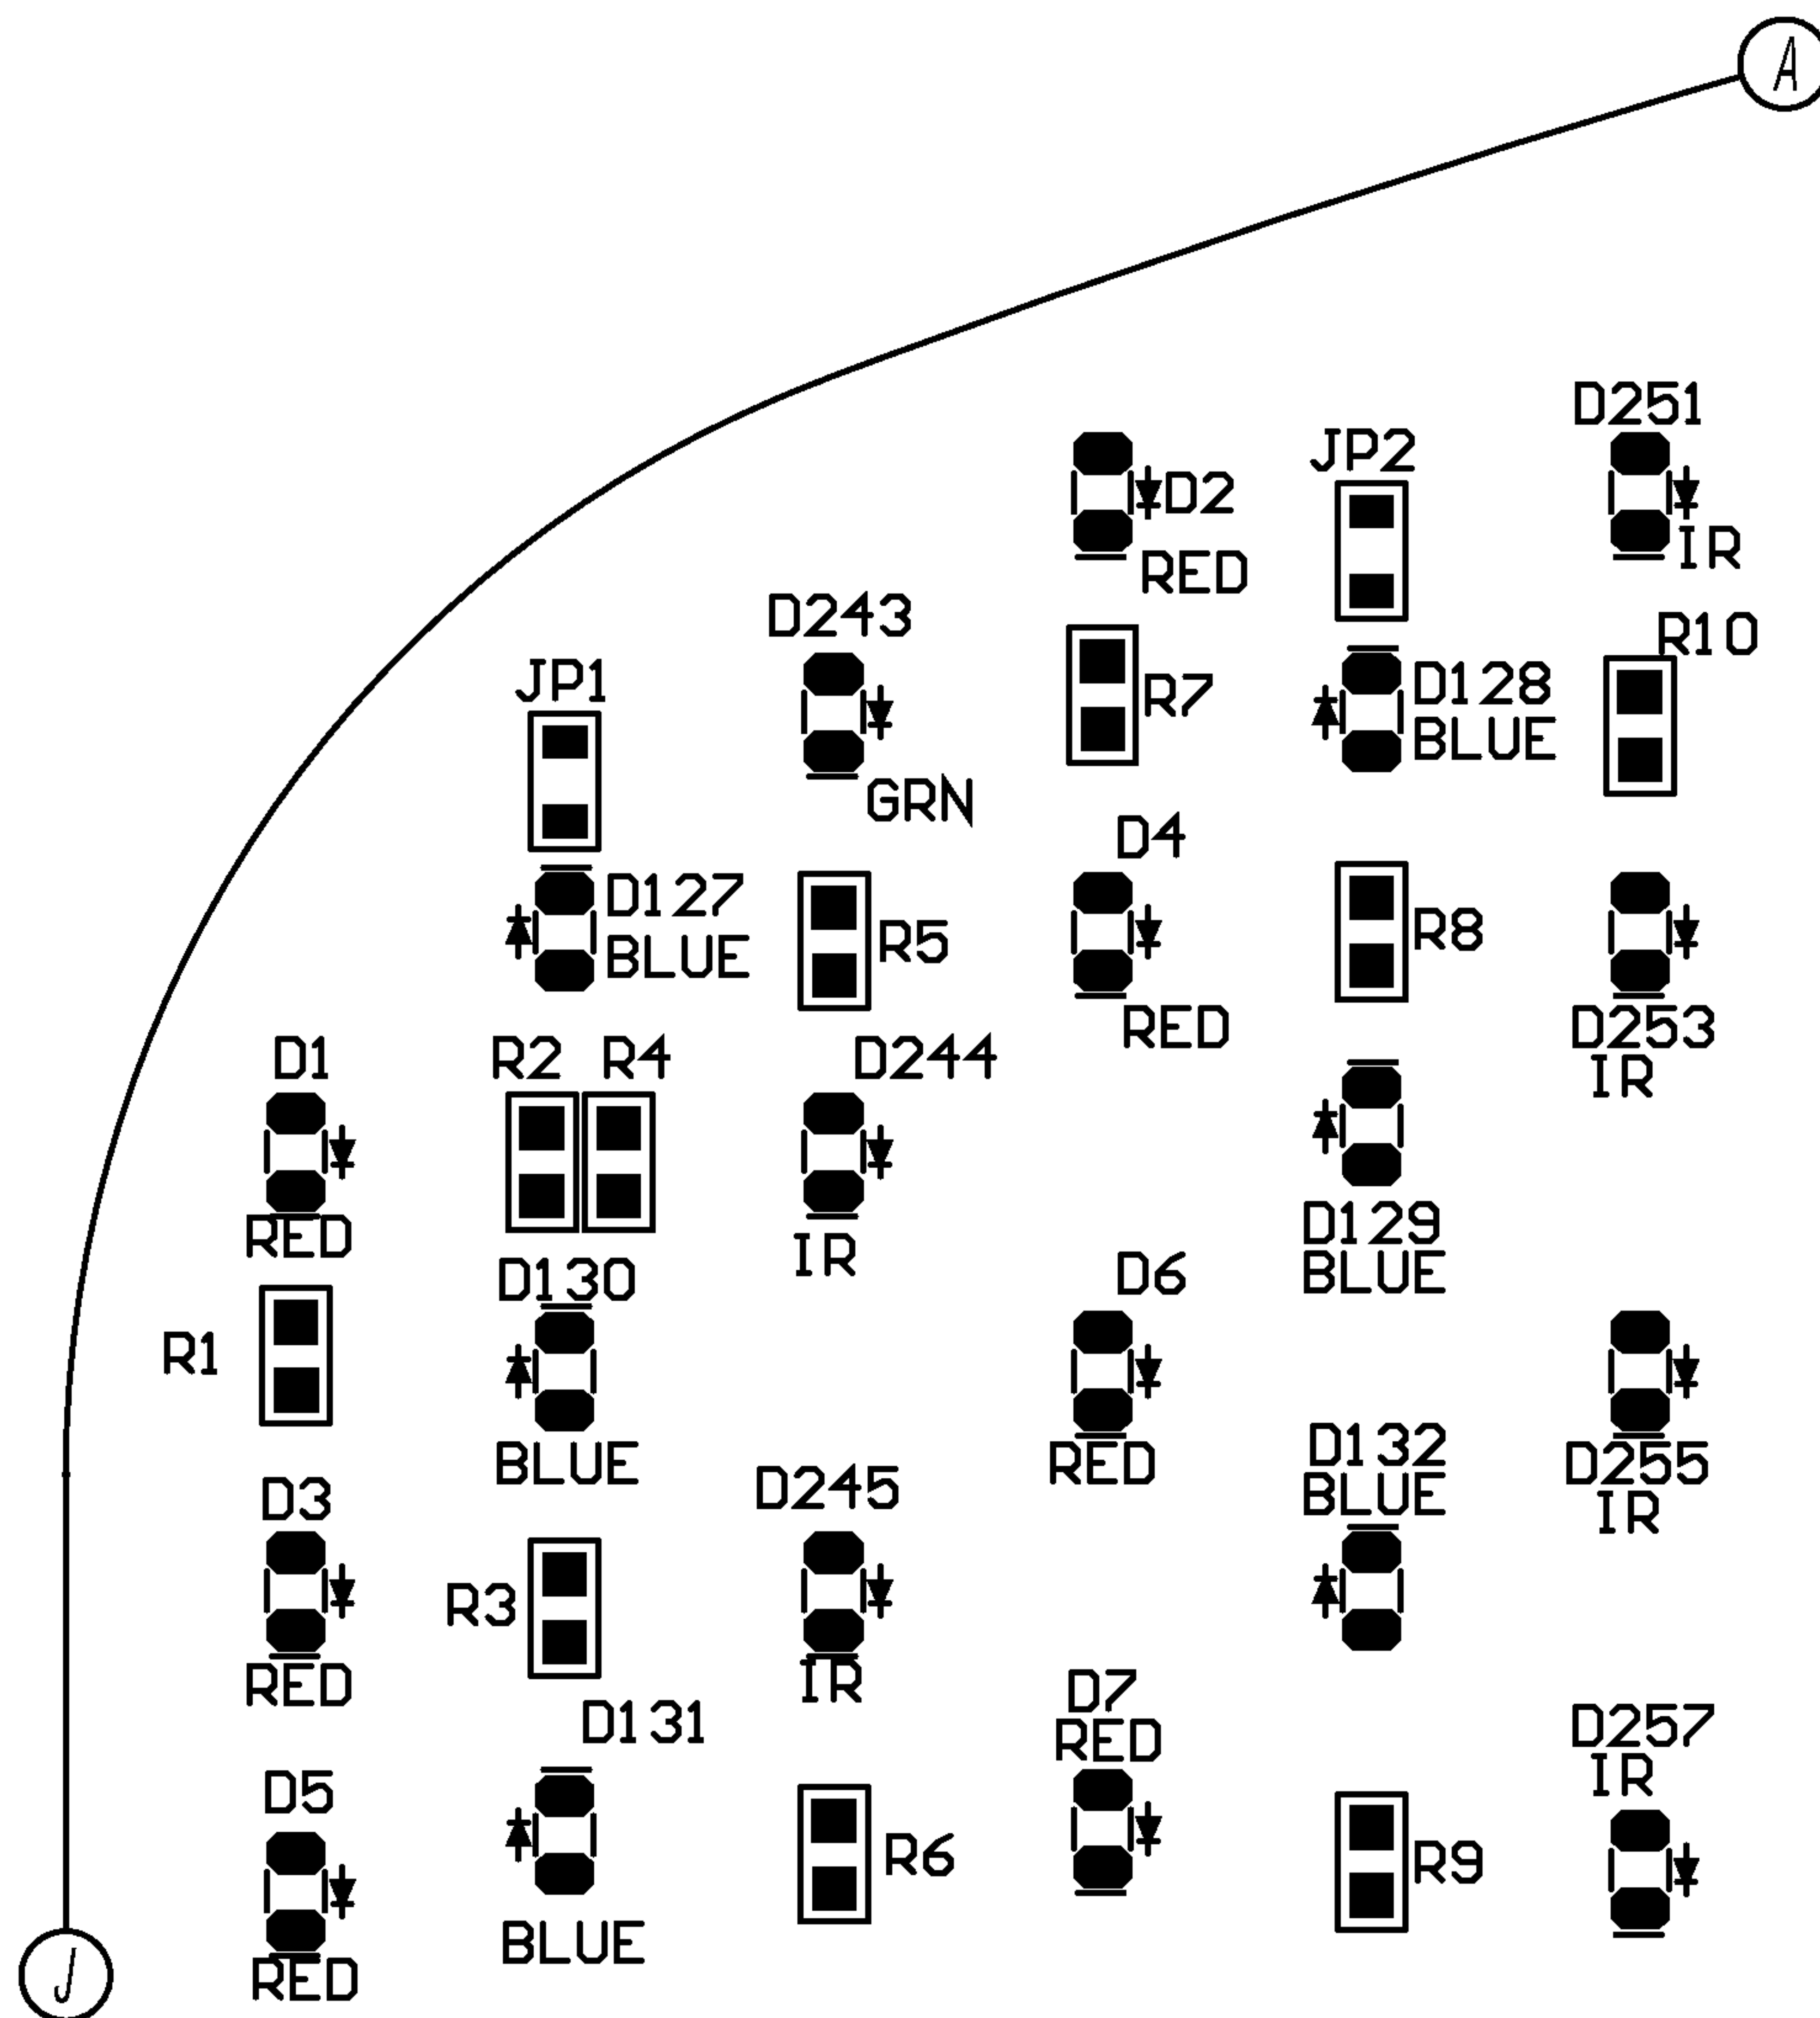 A
D251
JP2
D2
IR
RED
D243
R10
JP1
R7
D128
BLUE
GRN
D4
D127
R5
R8
BLUE
RED
D253
IR
D1
R2
R4
D244
RED
IR
D129
BLUE
D130
D6
R1
BLUE
RED
D132
BLUE
D255
IR
D245
D3
R3
RED
IR
D7
RED
D131
D257
IR
D5
R6
R9
BLUE
RED
J